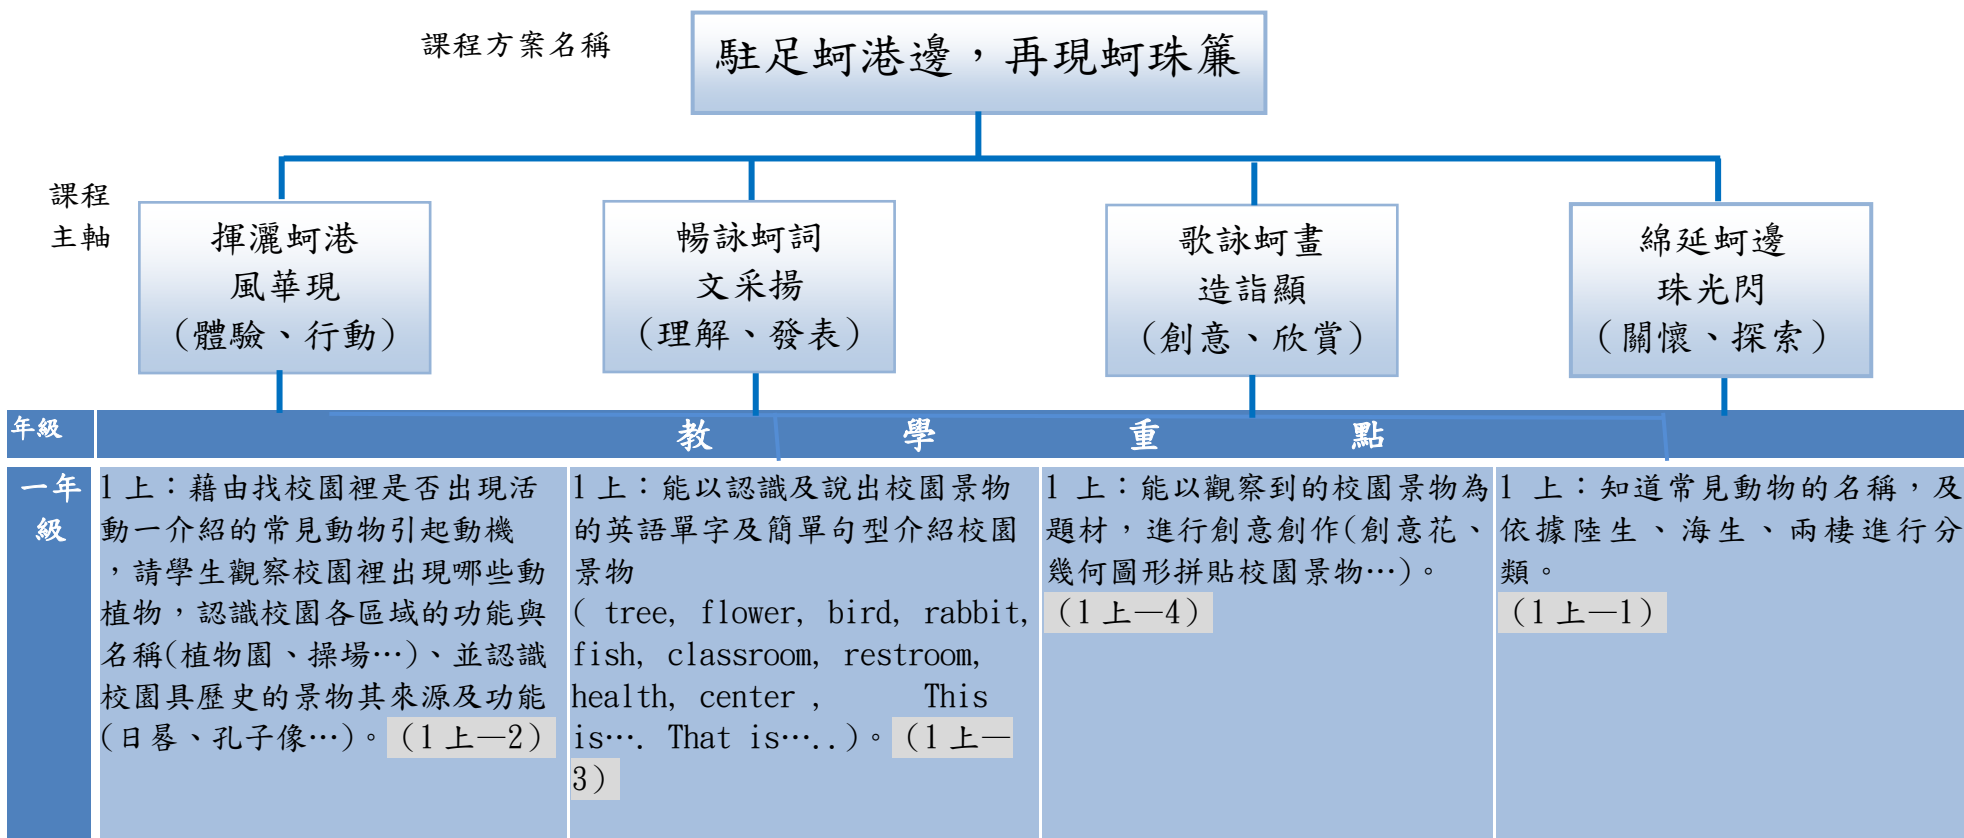 課程方案名稱
駐足蚵港邊，再現蚵珠簾
課程
主軸
揮灑蚵港
風華現
（體驗、行動）
暢詠蚵詞
文采揚
（理解、發表）
歌詠蚵畫
造詣顯
（創意、欣賞）
綿延蚵邊
珠光閃
（關懷、探索）
年級
教 學 重 點
一年
級
1上：藉由找校園裡是否出現活
動一介紹的常見動物引起動機
，請學生觀察校園裡出現哪些動
植物，認識校園各區域的功能與
名稱(植物園、操場…)、並認識
校園具歷史的景物其來源及功能
(日晷、孔子像…)。（1上—2）
1上：能以認識及說出校園景物
的英語單字及簡單句型介紹校園
景物
( tree, flower, bird, rabbit,
fish, classroom, restroom,
health, center , This
is…. That is…..)。（1上—
3）
1 上：能以觀察到的校園景物為
題材，進行創意創作(創意花、
幾何圖形拼貼校園景物…)。
（1上—4）
1 上：知道常見動物的名稱，及
依據陸生、海生、兩棲進行分
類。
（1上—1）